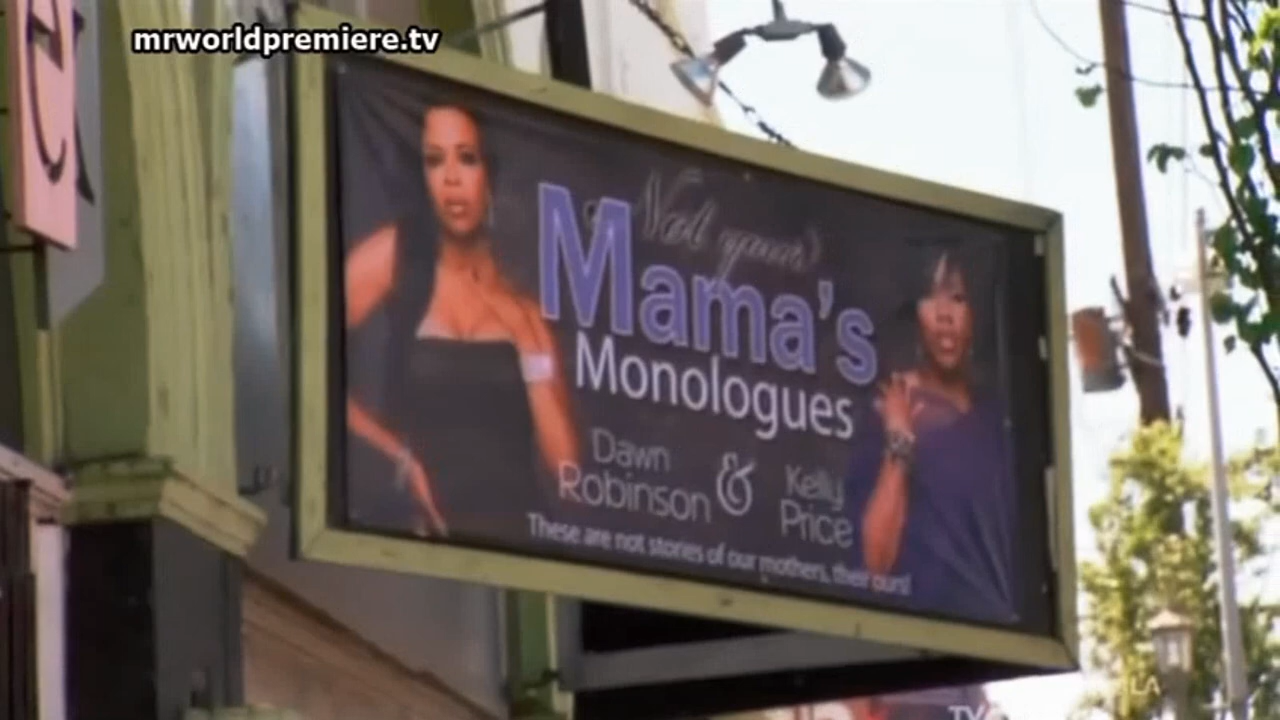 mrworldpremiere.tv
Not your
Mama's
Monologues
Dawn
Robinson
&
Kelly
Price
These are not stories of our mothers, their ours!